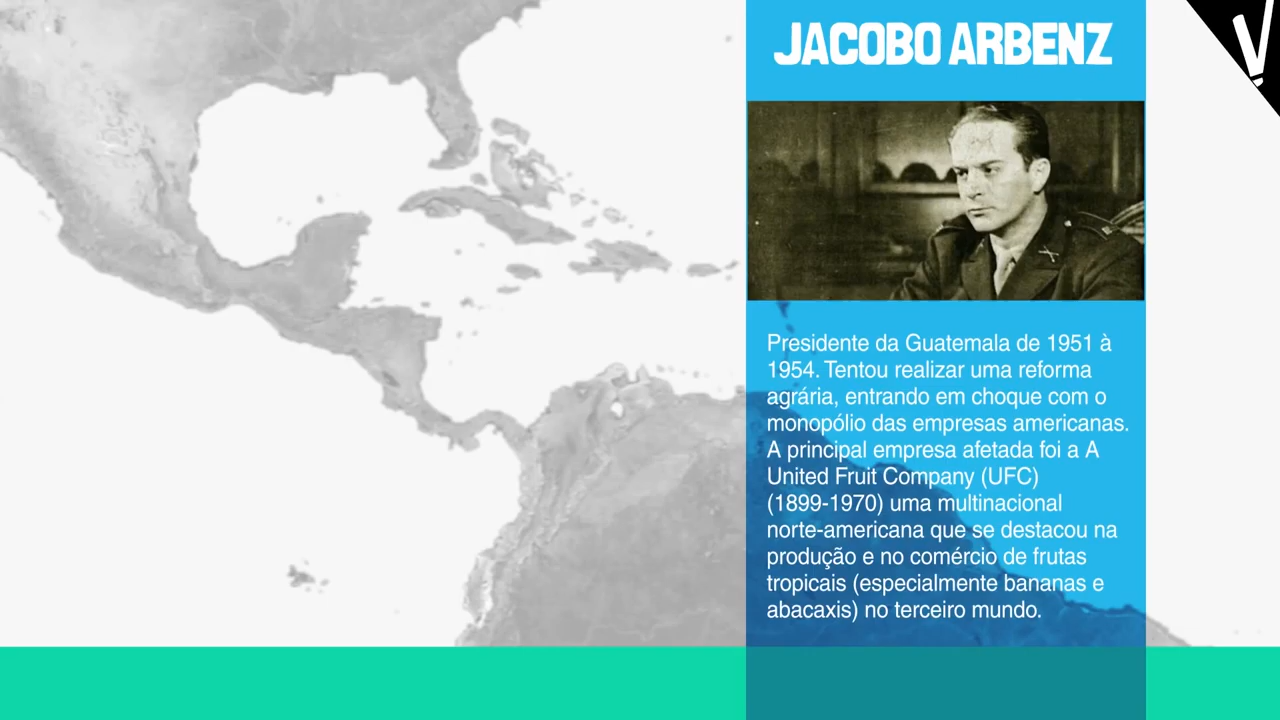 JACOBO ARBENZ
Presidente da Guatemala de 1951 à
1954. Tentou realizar uma reforma
agrária, entrando em choque com o
monopólio das empresas americanas.
A principal empresa afetada foi a A
United Fruit Company (UFC)
(1899-1970) uma multinacional
norte-americana que se destacou na
produção e no comércio de frutas
tropicais (especialmente bananas e
abacaxis) no terceiro mundo.